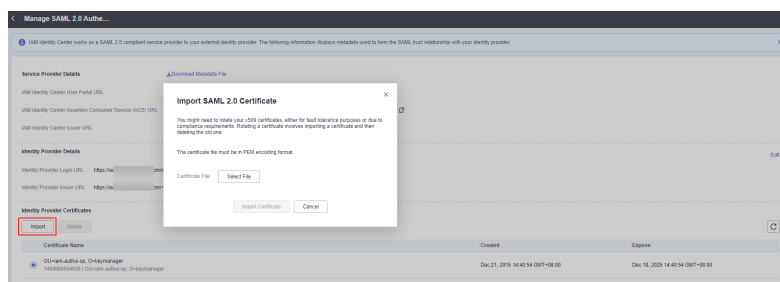 Manage SAML 2.0 Authe...
IAM Identity Center works as a SAML 2.0 compliant service provider to your external identity provider. The following information displays metadata used to form the SAML trust relationship with your identity provider.
Service Provider Details
Download Metadata File
IAM Identity Center User Portal URL
IAM Identity Center Assertion Consumer Service (ACS) URL
IAM Identity Center Issuer URL
Import SAML 2.0 Certificate
You might need to rotate your x509 certificates, either for fault tolerance purposes or due to
compliance requirements. Rotating a certificate involves importing a certificate and then
deleting the old one.
The certificate file must be in PEM encoding format.
Certificate File Select File
Import Certificate Cancel
Identity Provider Details
Edit
Identity Provider Login URL https://
Identity Provider Issuer URL https://
Identity Provider Certificates
Import Delete
Certificate Name Created Expires
OU=iam-authui-sp, O=keymanager
| OU=iam-authui-sp, O=keymanager
Dec 21, 2015 14:40:54 GMT+08:00
Dec 18, 2025 14:40:54 GMT+08:00